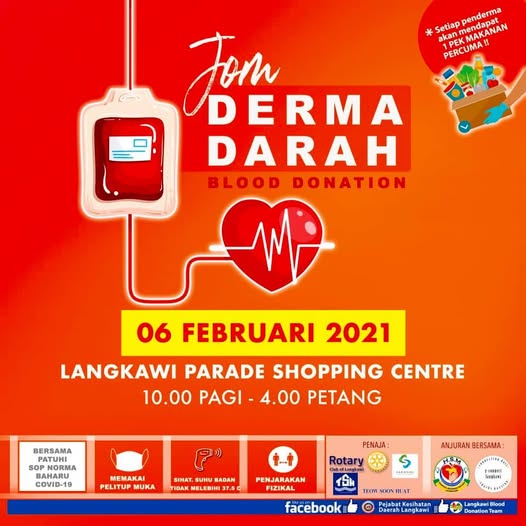 Jom
DERMA
DARAH
BLOOD DONATION
* Setiap penderma
akan mendapat
1 PEK MAKANAN
PERCUMA !!
06 FEBRUARI 2021
LANGKAWI PARADE SHOPPING CENTRE
10.00 PAGI - 4.00 PETANG
BERSAMA
PATUHI
SOP NORMA
BAHARU
COVID-19
MEMAKAI
PELITUP MUKA
SIHAT, SUHU BADAN
TIDAK MELEBIHI 37.5 C
PENJARAKAN
FIZIKAL
PENAJA :
Rotary
Club of Langkawi
TSH
TEOW SOON HUAT
ANJURAN BERSAMA :
facebook
Pejabat Kesihatan
Daerah Langkawi
Langkawi Blood
Donation Team